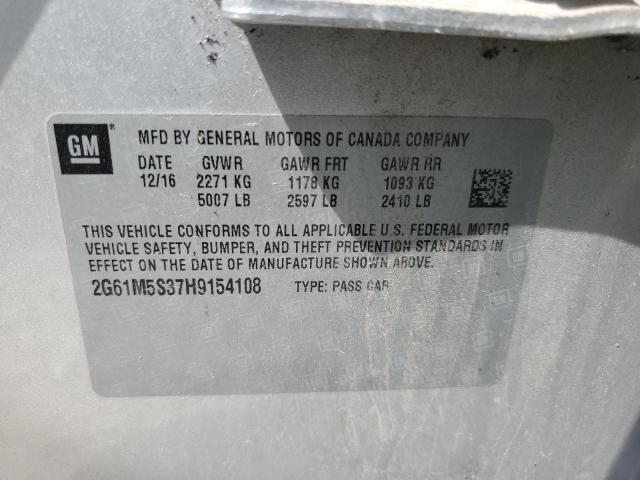 GM
MFD BY GENERAL MOTORS OF CANADA COMPANY
DATE GVWR GAWR FRT GAWR RR
12/16 2271 KG 1178 KG 1093 KG
5007 LB 2597 LB 2410 LB
THIS VEHICLE CONFORMS TO ALL APPLICABLE U.S. FEDERAL MOTOR
VEHICLE SAFETY, BUMPER, AND THEFT PREVENTION STANDARDS IN
EFFECT ON THE DATE OF MANUFACTURE SHOWN ABOVE.
2G61M5S37H9154108 TYPE: PASS CAR